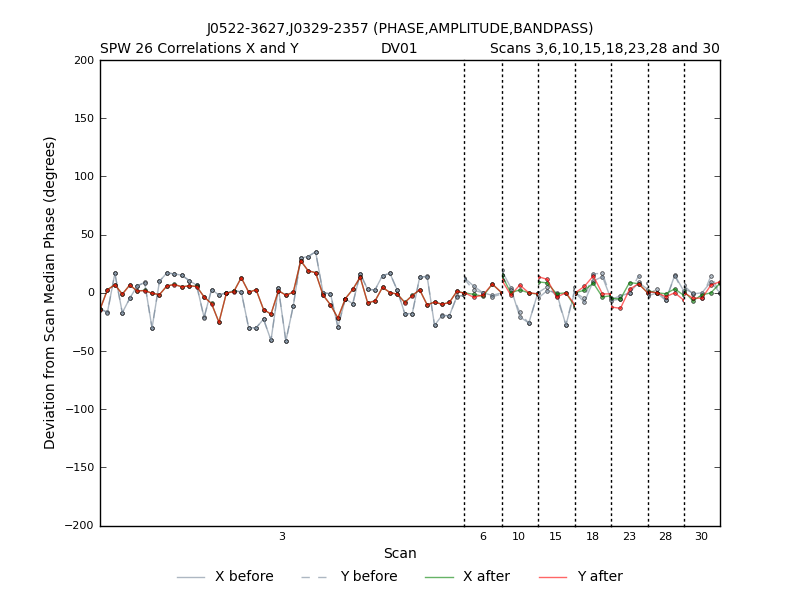 J0522-3627,J0329-2357 (PHASE,AMPLITUDE,BANDPASS)
SPW 26 Correlations X and Y DV01 Scans 3,6,10,15,18,23,28 and 30
200
150
100
50
0
−50
−100
−150
−200
Deviation from Scan Median Phase (degrees)
3 6 10 15 18 23 28 30
Scan
X before Y before X after Y after